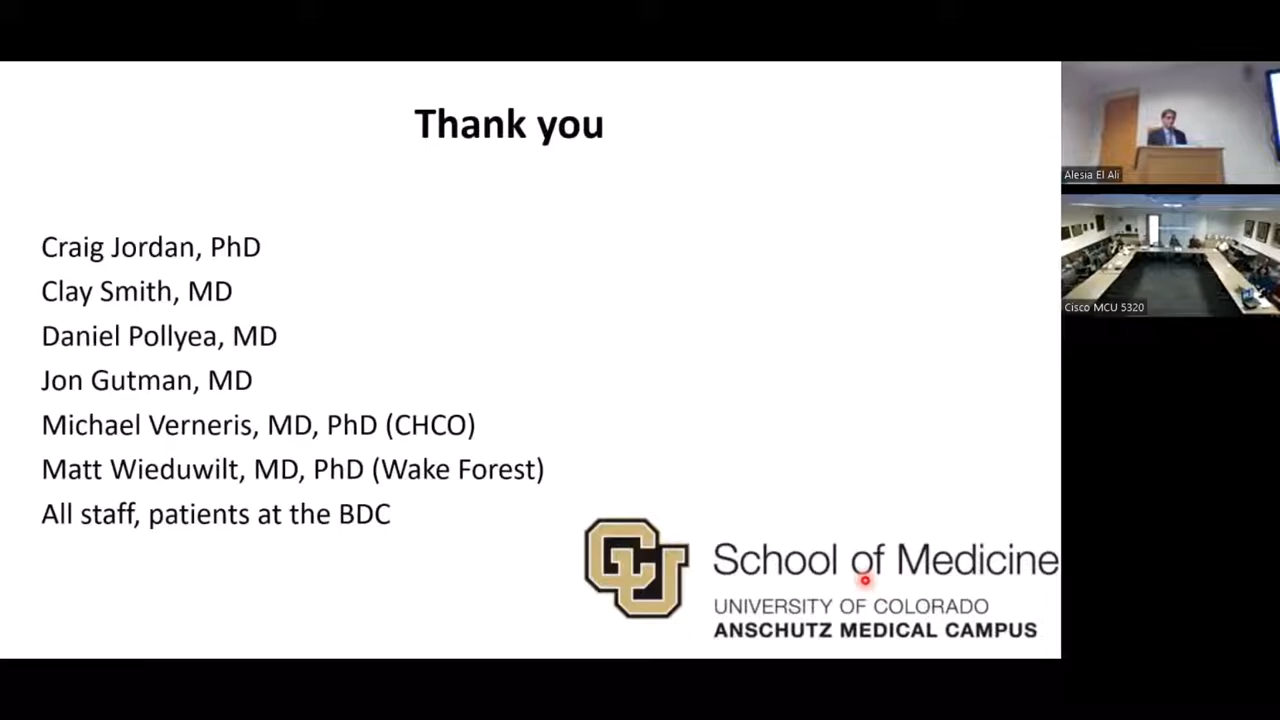 Thank you
Craig Jordan, PhD
Clay Smith, MD
Daniel Pollyea, MD
Jon Gutman, MD
Michael Verneris, MD, PhD (CHCO)
Matt Wieduwilt, MD, PhD (Wake Forest)
All staff, patients at the BDC
CU
School of Medicine
UNIVERSITY OF COLORADO
ANSCHUTZ MEDICAL CAMPUS
Alesia El Ali
Cisco MCU 5320